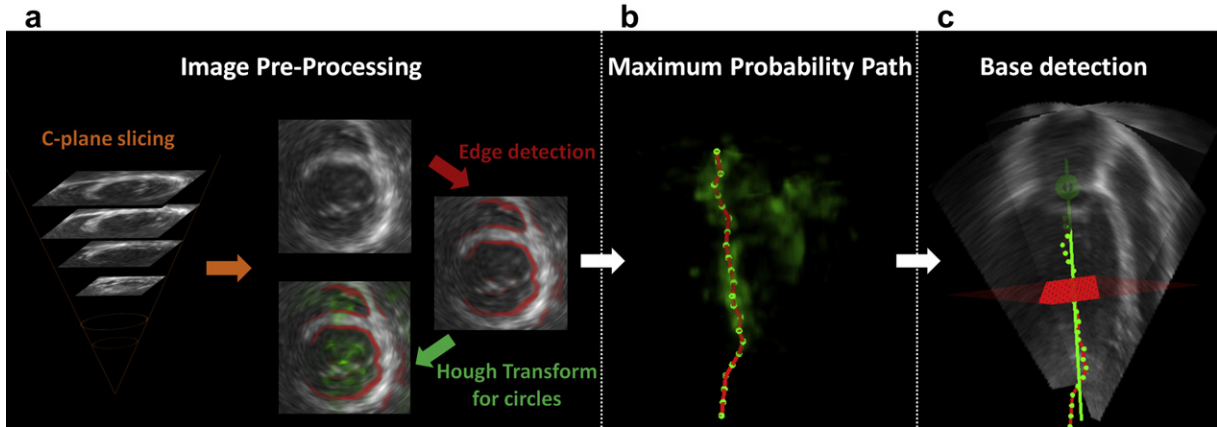 a
b
c
Image Pre-Processing
Maximum Probability Path
Base detection
C-plane slicing
Edge detection
Hough Transform
for circles